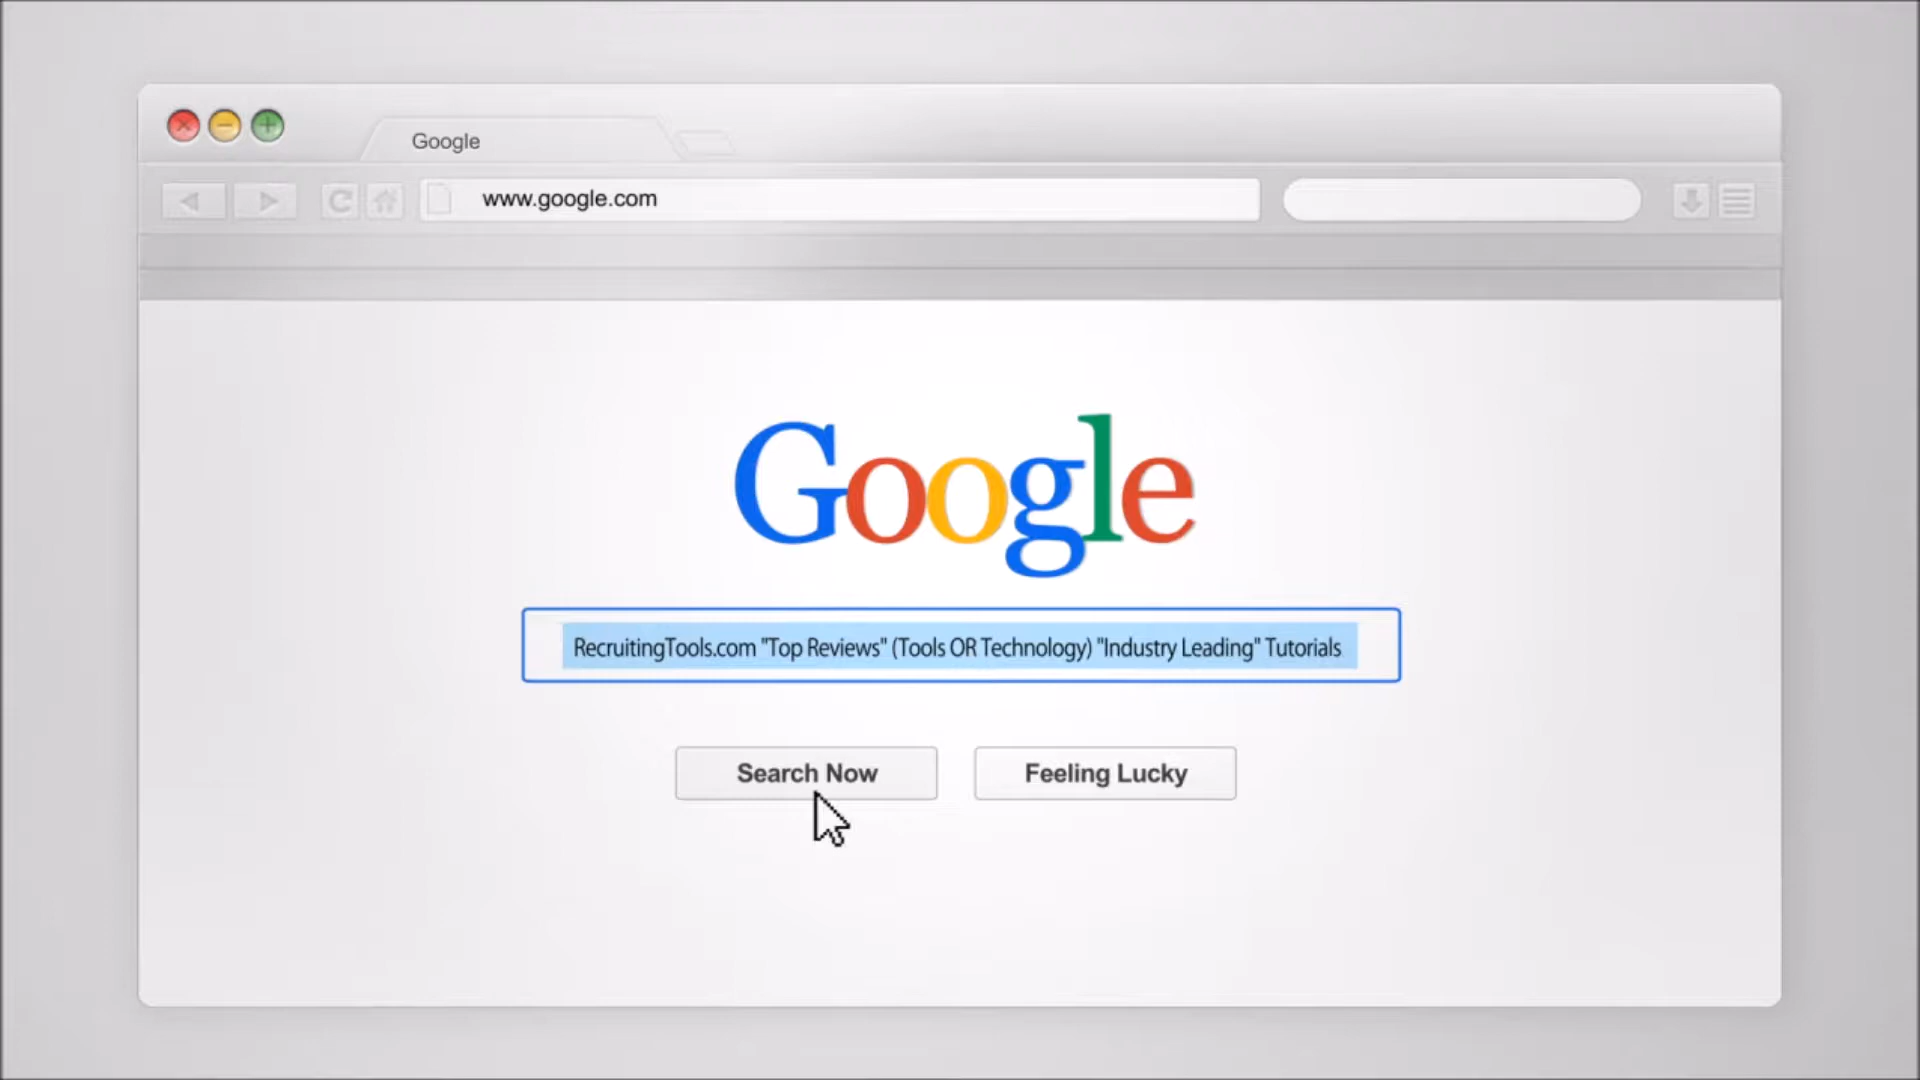 Google
www.google.com
Google
RecruitingTools.com "Top Reviews" (Tools OR Technology) "Industry Leading" Tutorials
Search Now
Feeling Lucky